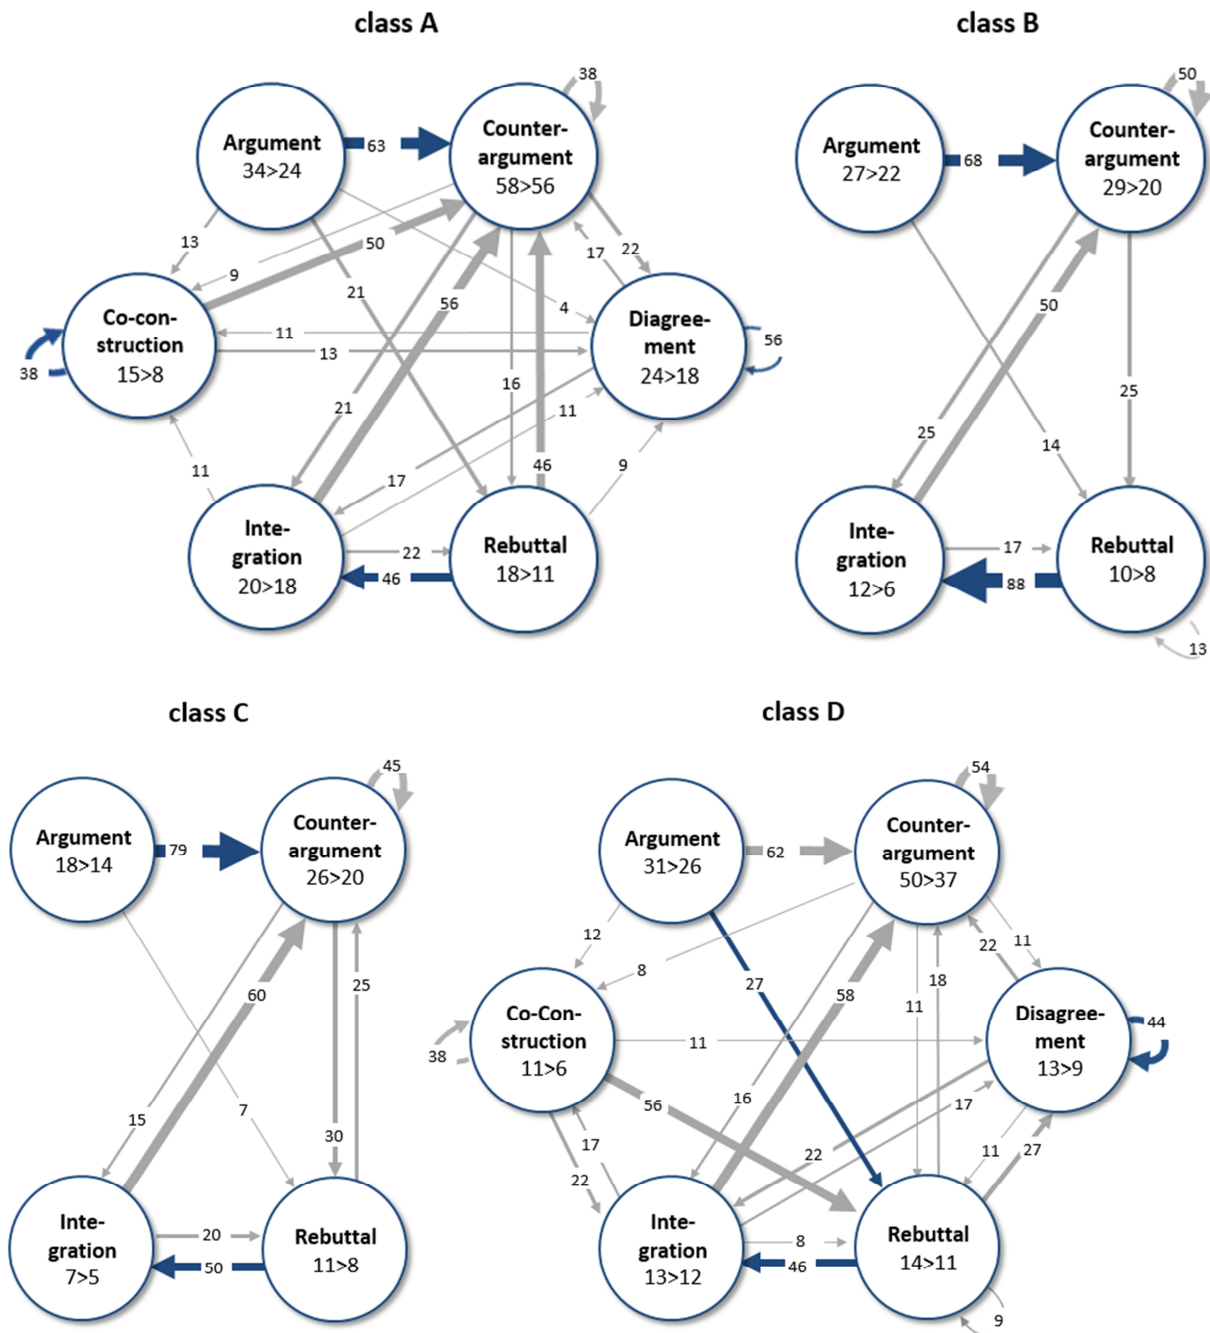 class A
class B
38
50
Argument
34>24
63
Counter-
argument
58>56
Argument
27>22
68
Counter-
argument
29>20
13
9
50
21
17
22
4
56
Co-con-
struction
15>8
38
11
13
Diagree-
ment
24>18
56
16
21
11
11
17
46
9
50
25
25
14
Inte-
gration
20>18
22
46
Rebuttal
18>11
Inte-
gration
12>6
17
88
Rebuttal
10>8
13
class C
class D
45
54
Argument
18>14
79
Counter-
argument
26>20
Argument
31>26
62
Counter-
argument
50>37
60
25
15
7
30
12
8
22
11
27
58
11
18
Co-Con-
struction
11>6
38
11
Disagree-
ment
13>9
44
56
16
17
17
22
22
11
27
Inte-
gration
7>5
20
50
Rebuttal
11>8
Inte-
gration
13>12
8
46
Rebuttal
14>11
9